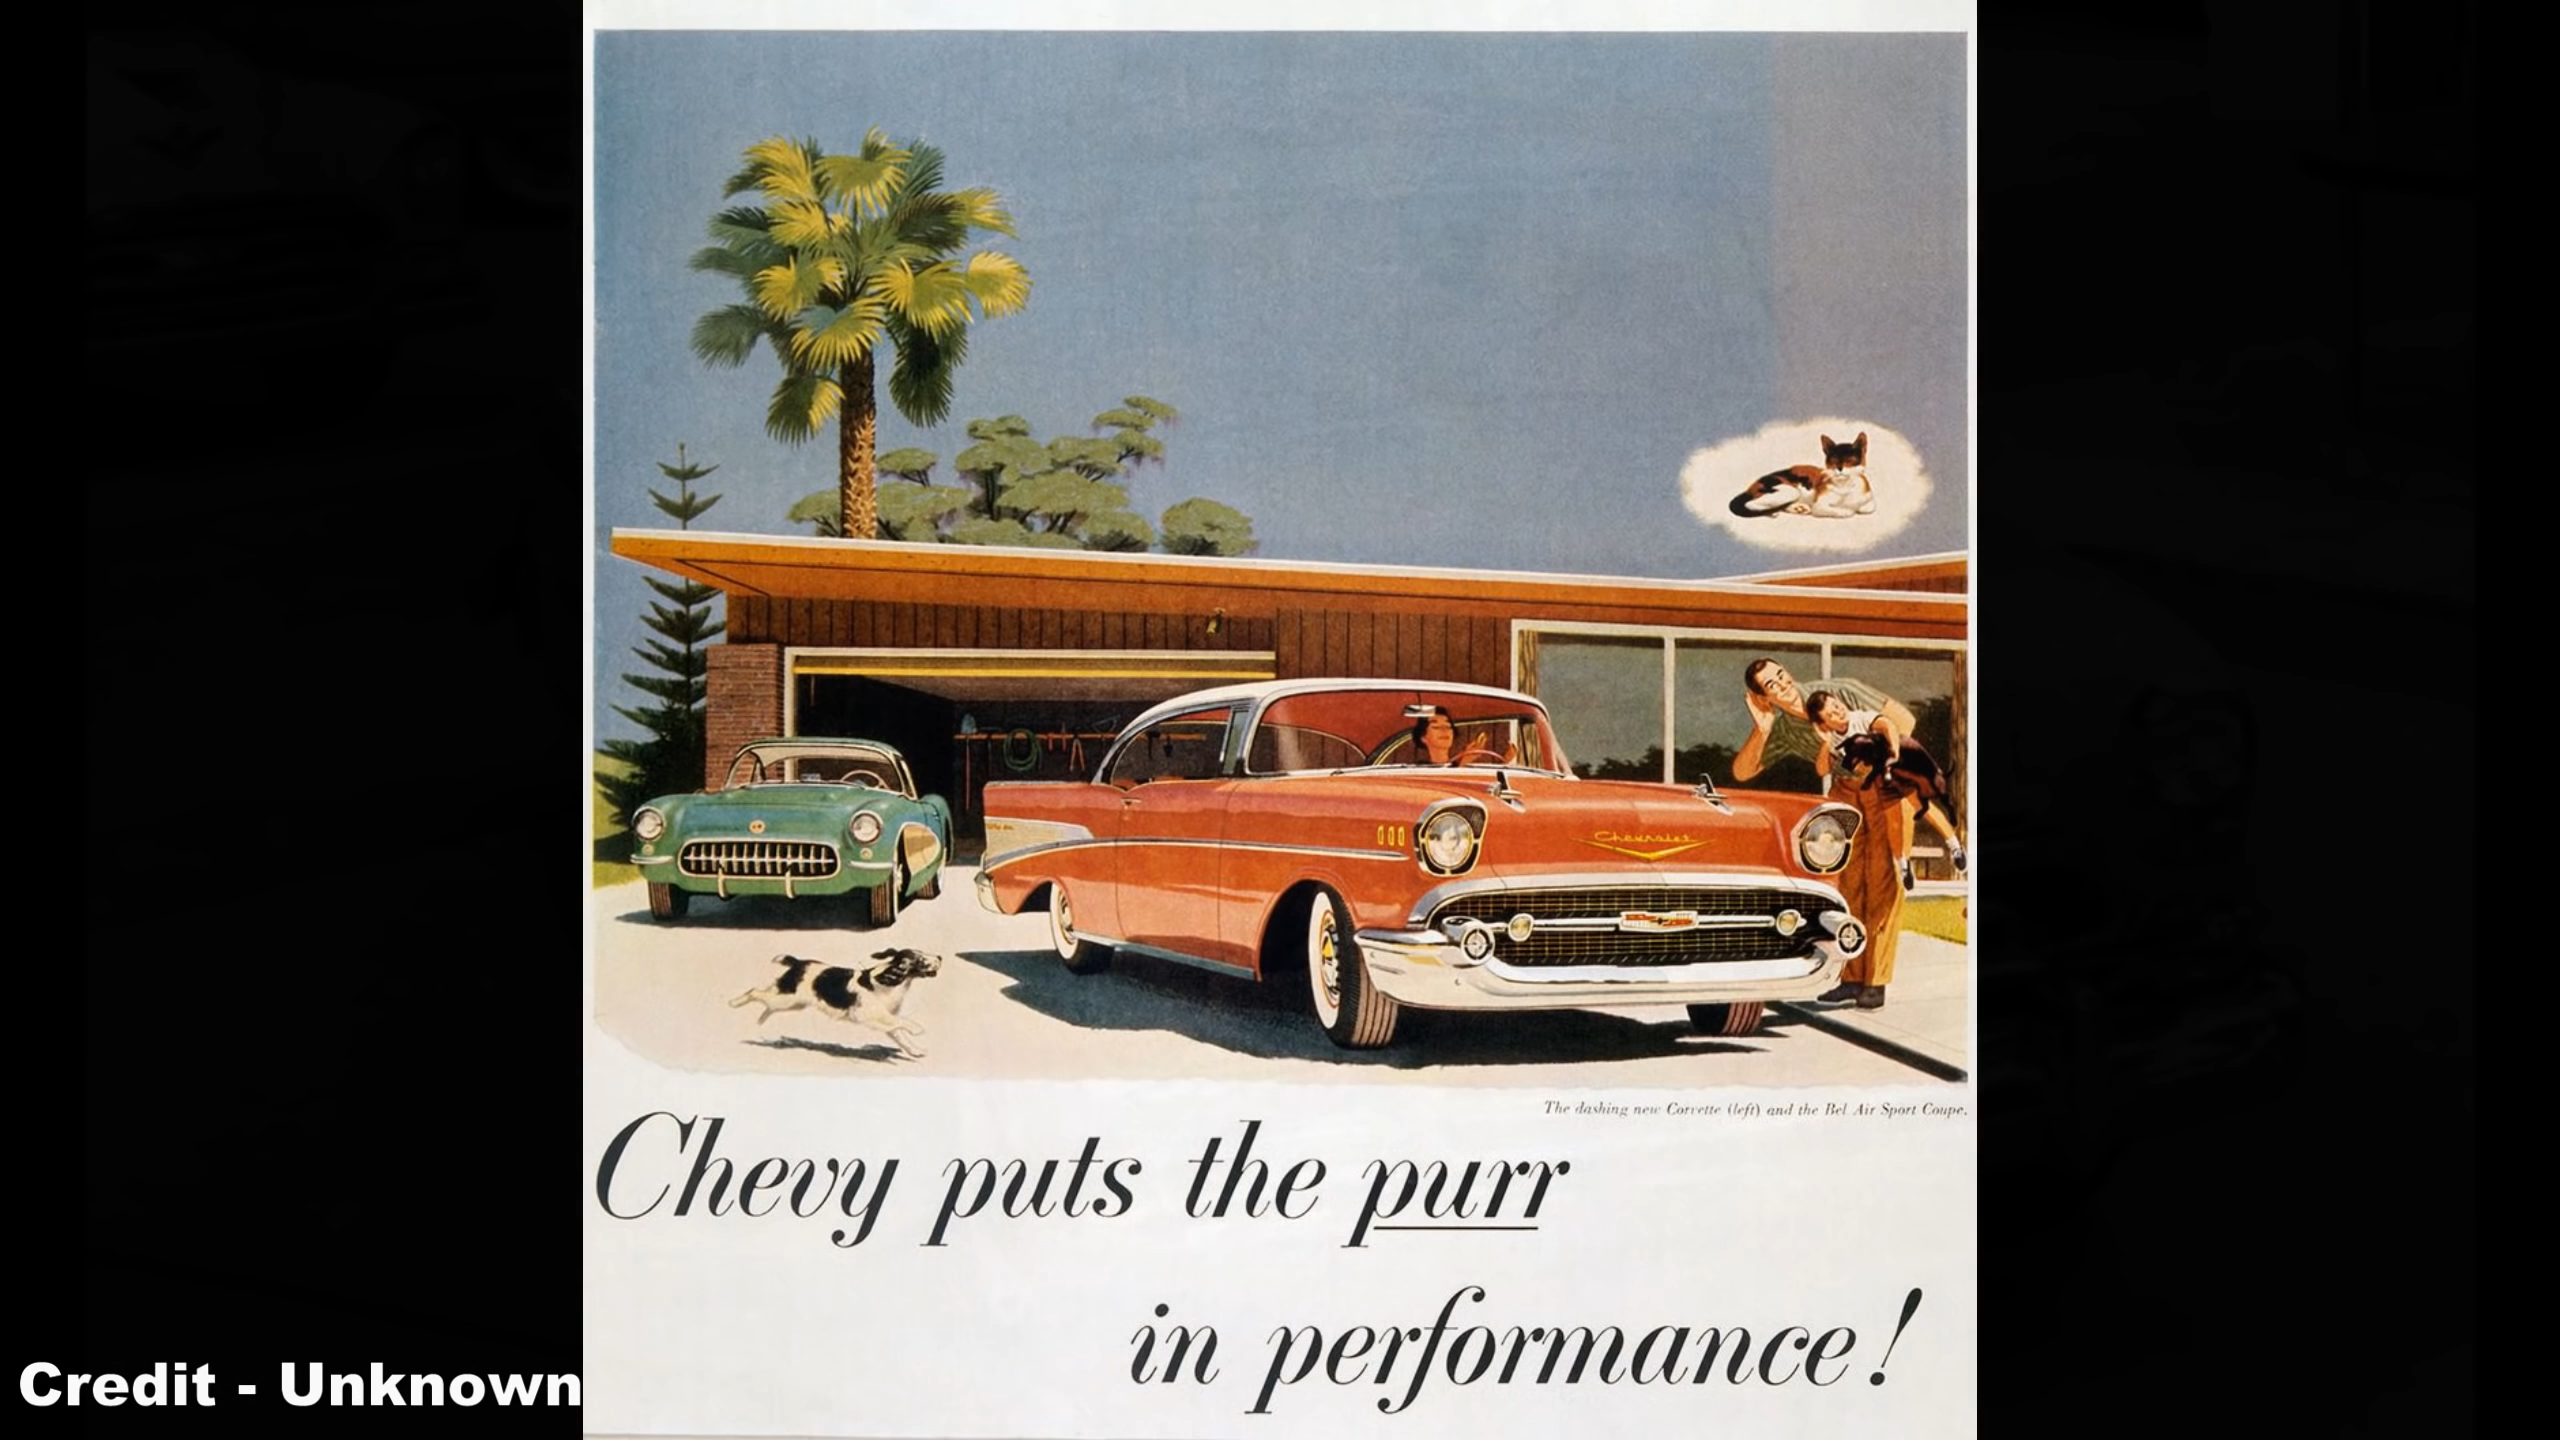 Chevrolet
The dashing new Corvette (left) and the Bel Air Sport Coupe.
Chevy puts the purr
in performance!
Credit - Unknown